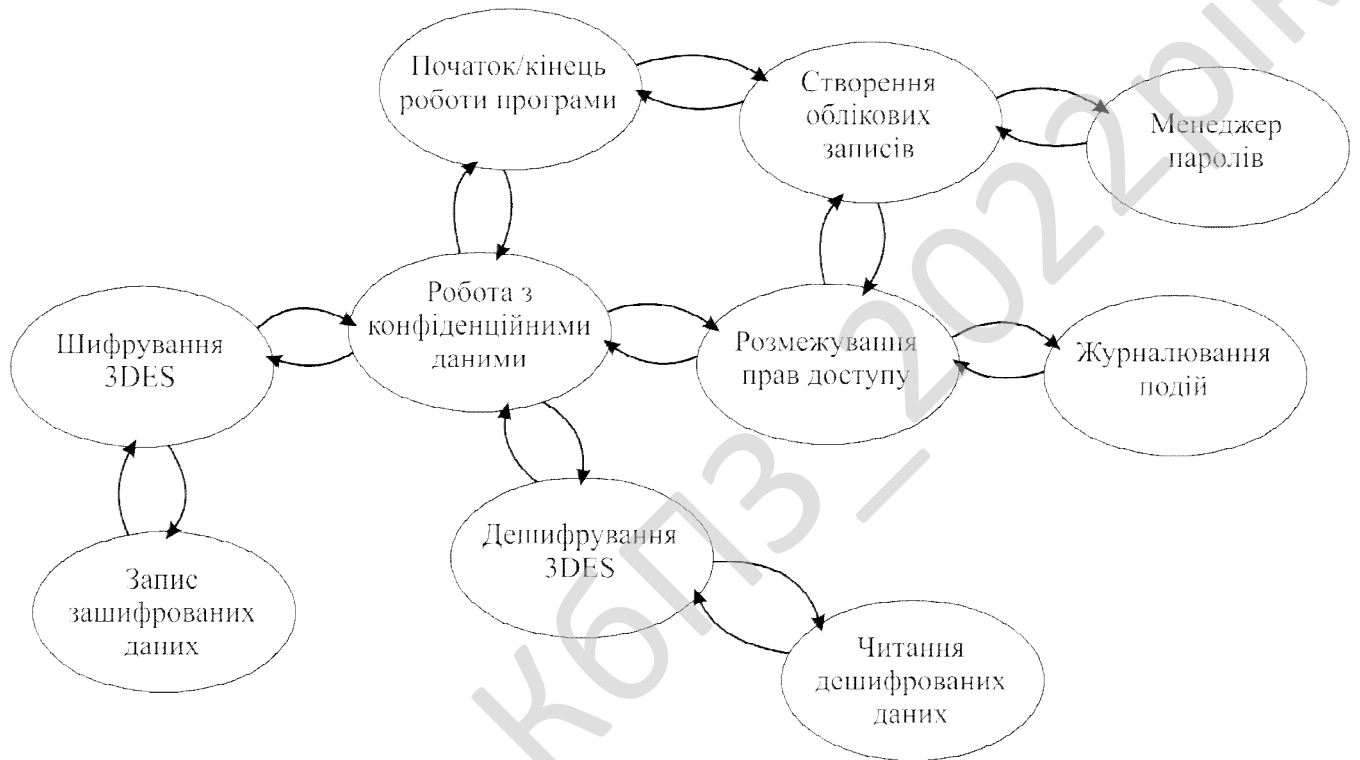 Початок/кінець
роботи програми
Створення
облікових
записів
Менеджер
паролів
Робота з
конфіденційними
даними
Шифрування
3DES
Розмежування
прав доступу
Журналювання
подій
Дешифрування
3DES
Запис
зашифрованих
даних
Читання
дешифрованих
даних
КбПЗ_2022рік